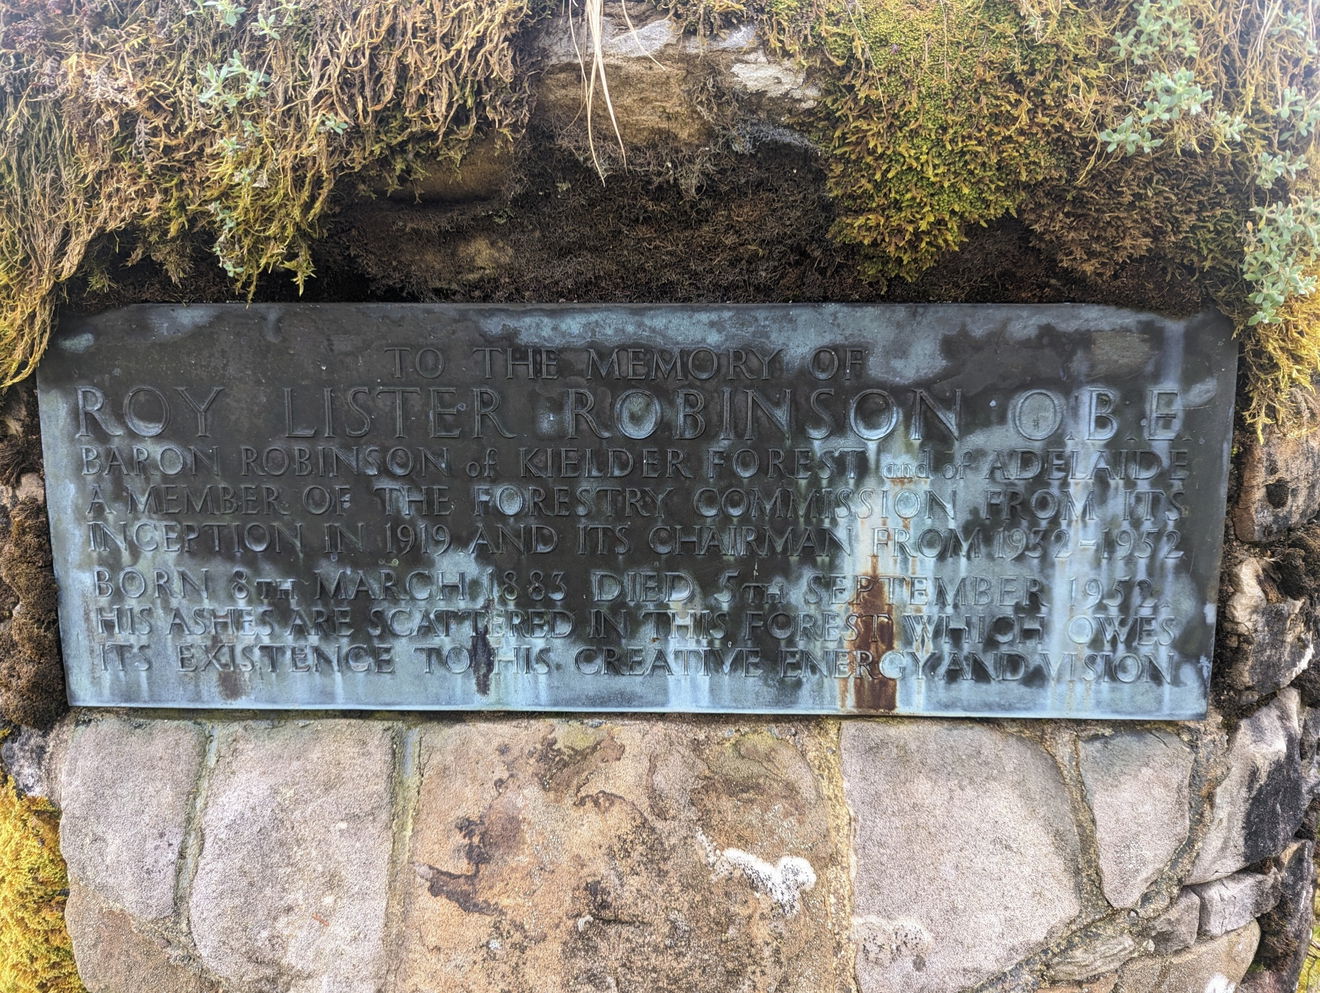 TO THE MEMORY OF
ROY LISTER ROBINSON O.B.E.
BARON ROBINSON of KIELDER FOREST and of ADELAIDE
A MEMBER OF THE FORESTRY COMMISSION FROM ITS
INCEPTION IN 1919 AND ITS CHAIRMAN FROM 1932-1952
BORN 8TH MARCH 1883 DIED 5TH SEPTEMBER 1952.
HIS ASHES ARE SCATTERED IN THIS FOREST WHICH OWES
ITS EXISTENCE TO HIS CREATIVE ENERGY AND VISION.